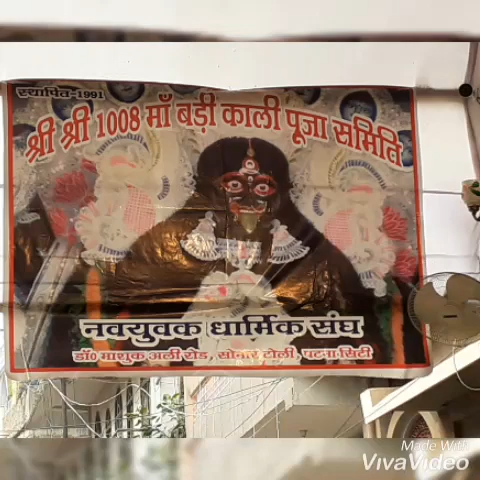 स्थापित-1991
श्री श्री 1008 माँ बड़ी काली पूजा समिति
नवयुवक धार्मिक संघ
डॉ० माशुक अली रोड, सोनार टोली, पटना सिटी
Made With
VivaVideo